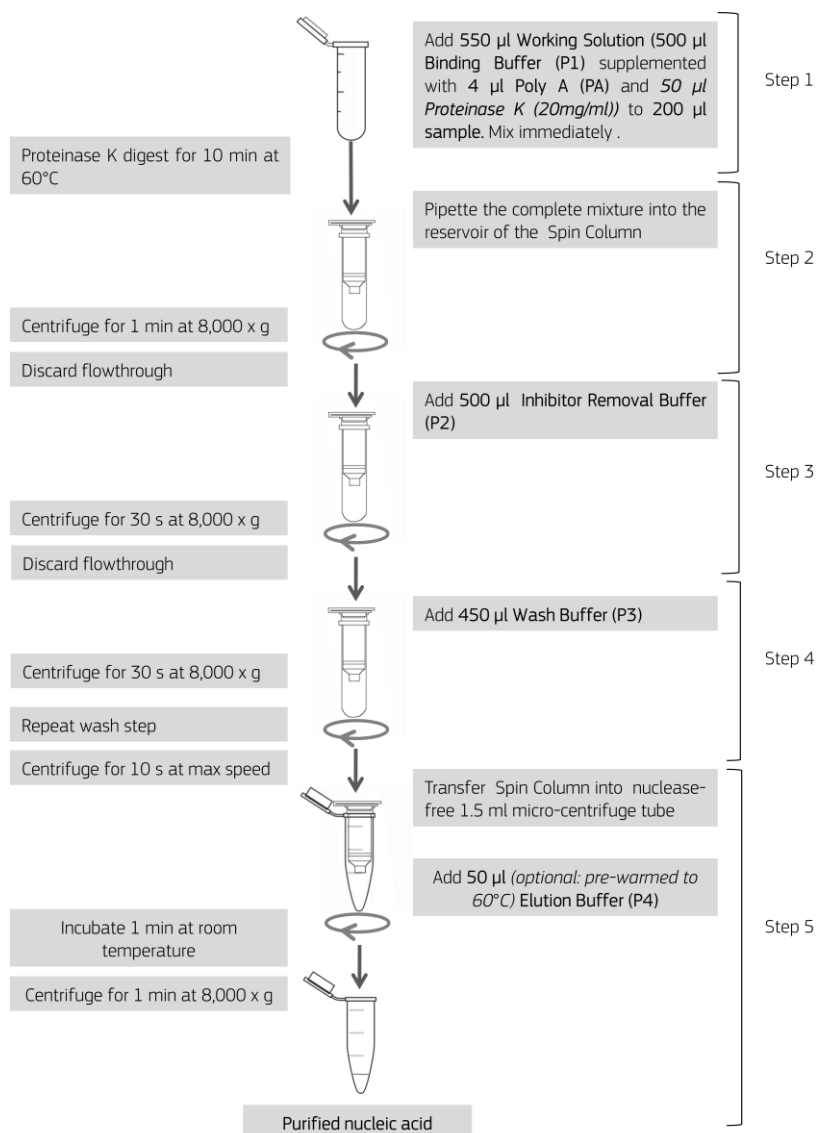 Add 550 µl Working Solution (500 µl
Binding Buffer (P1) supplemented
with 4 µl Poly A (PA) and 50 µl
Proteinase K (20mg/ml)) to 200 µl
sample. Mix immediately .
Step 1
Proteinase K digest for 10 min at
60°C
Pipette the complete mixture into the
reservoir of the Spin Column
Step 2
Centrifuge for 1 min at 8,000 x g
Discard flowthrough
Add 500 µl Inhibitor Removal Buffer
(P2)
Step 3
Centrifuge for 30 s at 8,000 x g
Discard flowthrough
Add 450 µl Wash Buffer (P3)
Step 4
Centrifuge for 30 s at 8,000 x g
Repeat wash step
Centrifuge for 10 s at max speed
Transfer Spin Column into nuclease-
free 1.5 ml micro-centrifuge tube
Add 50 µl (optional: pre-warmed to
60°C) Elution Buffer (P4)
Step 5
Incubate 1 min at room
temperature
Centrifuge for 1 min at 8,000 x g
Purified nucleic acid